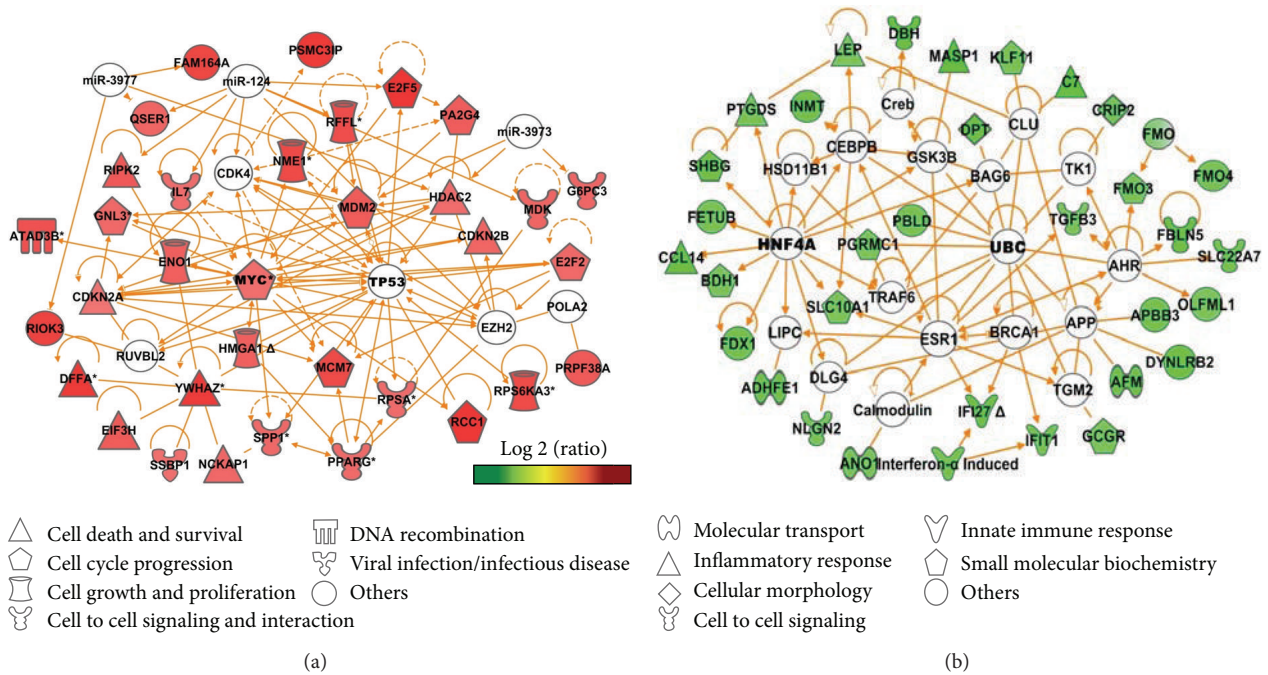 (a)
PSMC3IP
FAM164A
miR-3977
miR-124
E2F5
QSER1
RFFL*
PA2G4
miR-3973
NME1*
RIPK2
CDK4
IL7
HDAC2
G6PC3
MDK
GNL3*
MDM2
ATAD3B*
CDKN2B
ENO1
E2F2
MYC*
TP53
CDKN2A
POLA2
RIOK3
EZH2
RUVBL2
HMGA1 Δ
MCM7
PRPF38A
DFFA*
YWHAZ*
RPS6KA3*
RPSA*
RCC1
EIF3H
SPP1*
SSBP1
NCKAP1
PPARG*
Log 2 (ratio)
Cell death and survival
Cell cycle progression
Cell growth and proliferation
Cell to cell signaling and interaction
DNA recombination
Viral infection/infectious disease
Others
(a)
(b)
DBH
LEP
MASP1
KLF11
C7
Creb
PTGDS
INMT
CRIP2
DPT
CLU
CEBPB
FMO
GSK3B
SHBG
HSD11B1
BAG6
TK1
FMO4
FMO3
FETUB
PBLD
TGFB3
HNF4A
PGRMC1
UBC
FBLN5
CCL14
SLC22A7
AHR
BDH1
TRAF6
SLC10A1
OLFML1
LIPC
ESR1
BRCA1
APP
APBB3
FDX1
DYNLRB2
ADHFE1
DLG4
AFM
TGM2
Calmodulin
IFI27 Δ
NLGN2
IFIT1
GCGR
ANO1
Interferon-α Induced
Molecular transport
Inflammatory response
Cellular morphology
Cell to cell signaling
Innate immune response
Small molecular biochemistry
Others
(b)